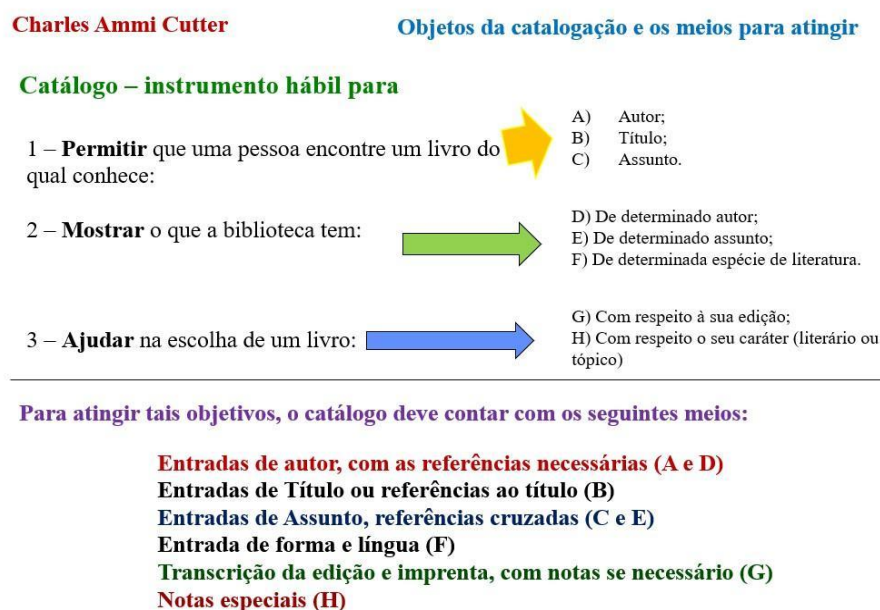 Charles Ammi Cutter
Objetos da catalogação e os meios para atingir
Catálogo – instrumento hábil para
1 – Permitir que uma pessoa encontre um livro do
qual conhece:
A) Autor;
B) Título;
C) Assunto.
2 – Mostrar o que a biblioteca tem:
D) De determinado autor;
E) De determinado assunto;
F) De determinada espécie de literatura.
3 – Ajudar na escolha de um livro:
G) Com respeito à sua edição;
H) Com respeito o seu caráter (literário ou
tópico)
Para atingir tais objetivos, o catálogo deve contar com os seguintes meios:
Entradas de autor, com as referências necessárias (A e D)
Entradas de Título ou referências ao título (B)
Entradas de Assunto, referências cruzadas (C e E)
Entrada de forma e língua (F)
Transcrição da edição e imprenta, com notas se necessário (G)
Notas especiais (H)